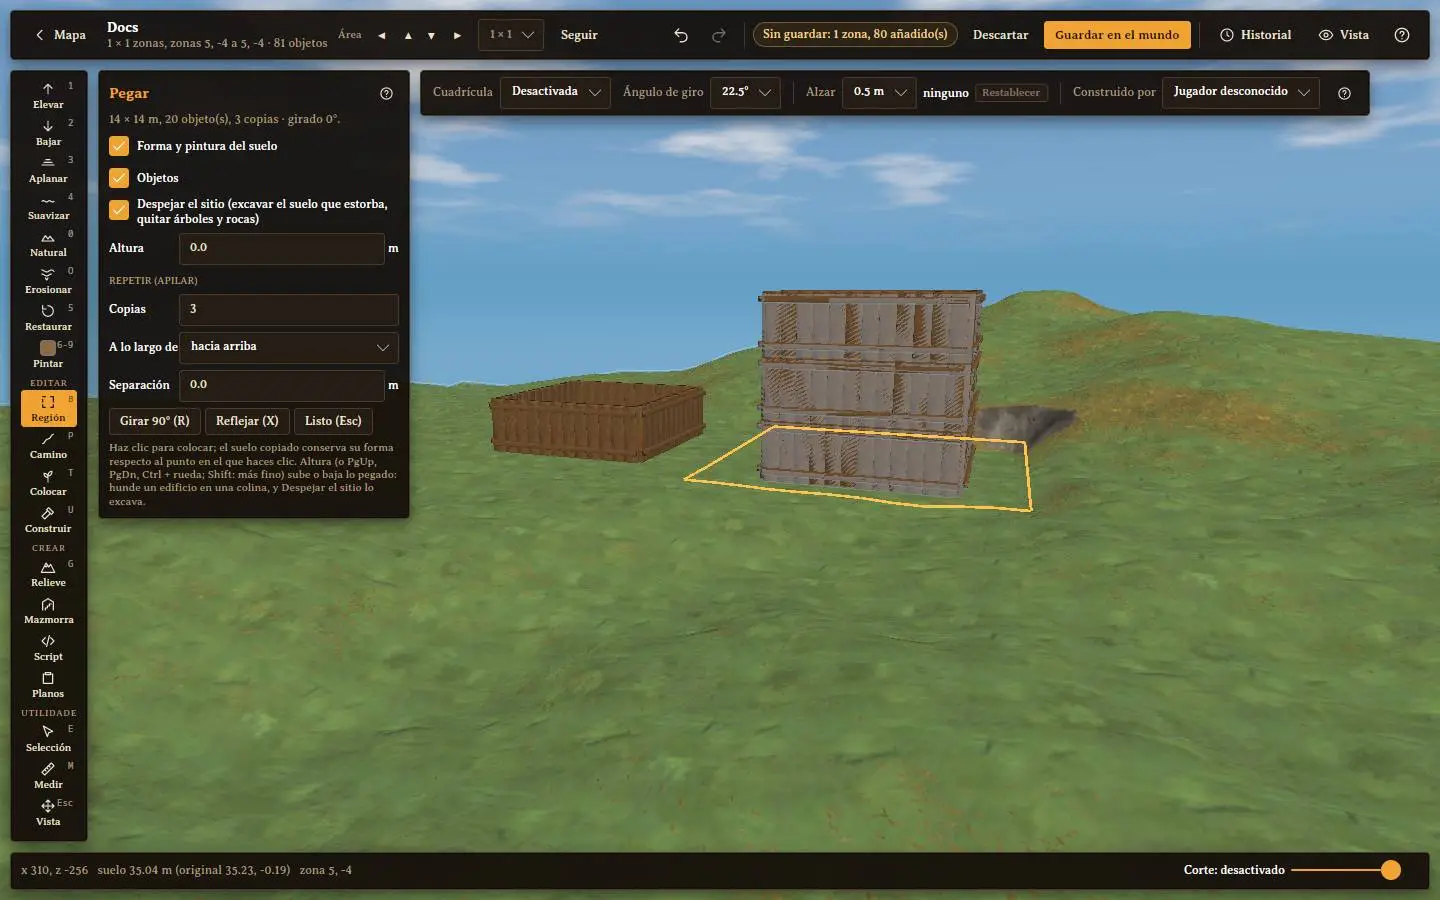 Mapa
Docs
1 × 1 zonas, zonas 5, -4 a 5, -4 · 81 objetos
Área
1 × 1
Seguir
Sin guardar: 1 zona, 80 añadido(s)
Descartar
Guardar en el mundo
Historial
Vista
Elevar 1
Bajar 2
Aplanar 3
Suavizar 4
Natural 0
Erosionar O
Restaurar 5
Pintar 6-9
EDITAR
Región 8
Camino P
Colocar T
Construir U
CREAR
Relieve G
Mazmorra
Script
Planos
UTILIDADE
Selección E
Medir M
Vista Esc
Pegar
14 × 14 m, 20 objeto(s), 3 copias · girado 0°.
Forma y pintura del suelo
Objetos
Despejar el sitio (excavar el suelo que estorba,
quitar árboles y rocas)
Altura 0.0 m
REPETIR (APILAR)
Copias 3
A lo largo de hacia arriba
Separación 0.0 m
Girar 90° (R)
Reflejar (X)
Listo (Esc)
Haz clic para colocar; el suelo copiado conserva su forma
respecto al punto en el que haces clic. Altura (o PgUp,
PgDn, Ctrl + rueda; Shift: más fino) sube o baja lo pegado:
hunde un edificio en una colina, y Despejar el sitio lo
excava.
Cuadrícula Desactivada
Ángulo de giro 22.5°
Alzar 0.5 m ninguno Restablecer
Construido por Jugador desconocido
x 310, z -256 suelo 35.04 m (original 35.23, -0.19) zona 5, -4
Corte: desactivado